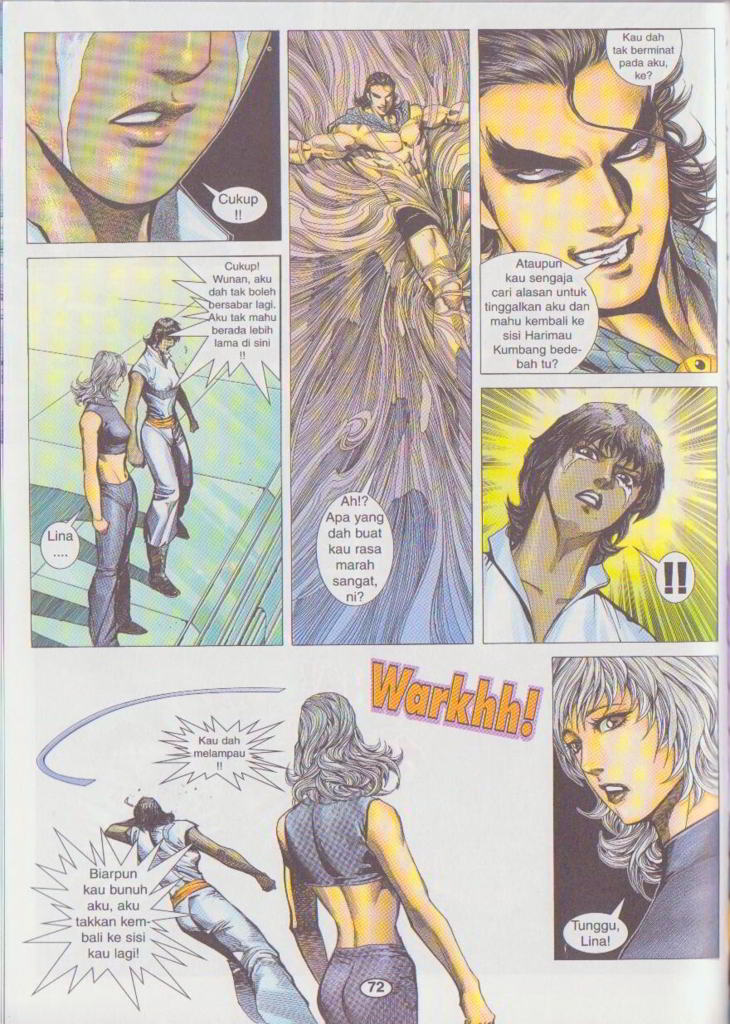 Cukup
!!
Cukup!
Wunan, aku
dah tak boleh
bersabar lagi.
Aku tak mahu
berada lebih
lama di sini
!!
Lina
....
Ah!?
Apa yang
dah buat
kau rasa
marah
sangat,
ni?
Kau dah
tak berminat
pada aku,
ke?
Ataupun
kau sengaja
cari alasan untuk
tinggalkan aku dan
mahu kembali ke
sisi Harimau
Kumbang bede-
bah tu?
!!
Warkhh!
Kau dah
melampau
!!
Biarpun
kau bunuh
aku, aku
takkan kem-
bali ke sisi
kau lagi!
Tunggu,
Lina!
72